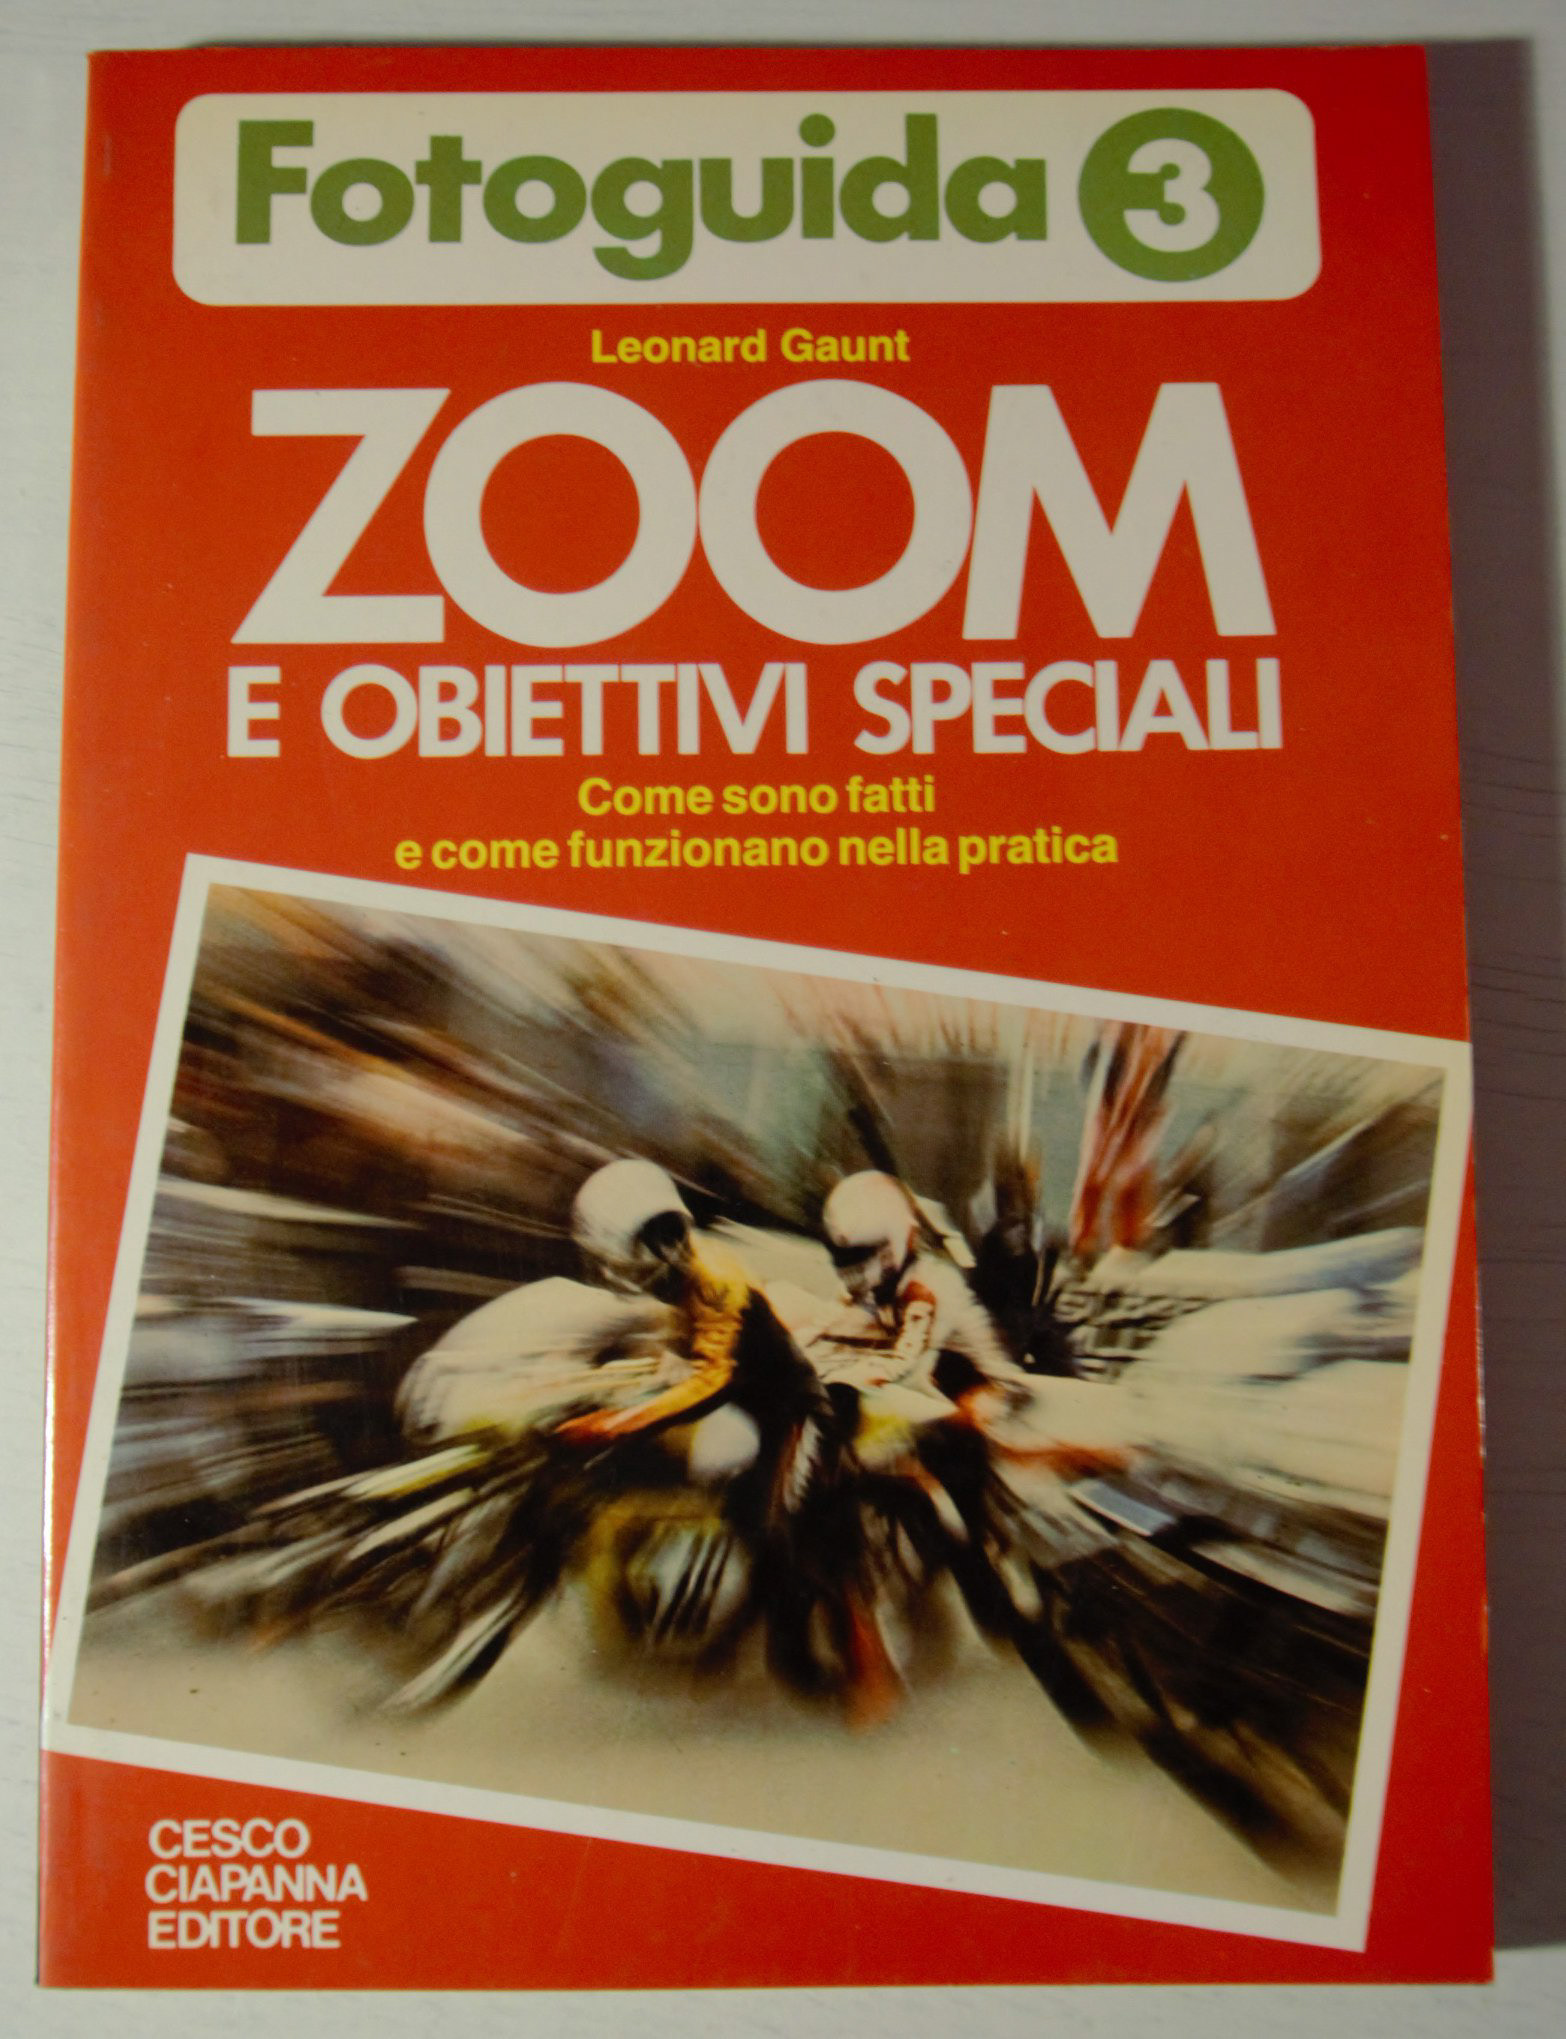 Fotoguida 3
Leonard Gaunt
ZOOM
E OBIETTIVI SPECIALI
Come sono fatti
e come funzionano nella pratica
CESCO
CIAPANNA
EDITORE